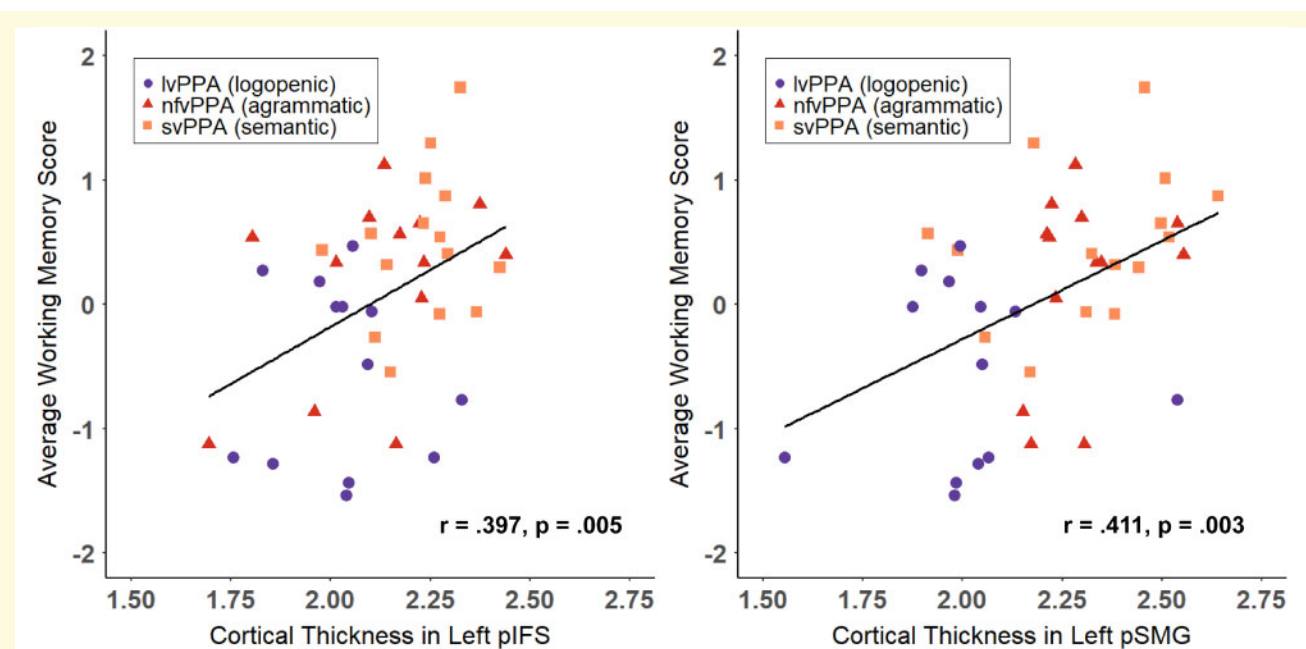 2
1
0
-1
-2
Average Working Memory Score
lvPPA (logopenic)
nfvPPA (agrammatic)
svPPA (semantic)
r = .397, p = .005
1.50 1.75 2.00 2.25 2.50 2.75
Cortical Thickness in Left pIFS
2
1
0
-1
-2
Average Working Memory Score
lvPPA (logopenic)
nfvPPA (agrammatic)
svPPA (semantic)
r = .411, p = .003
1.50 1.75 2.00 2.25 2.50 2.75
Cortical Thickness in Left pSMG